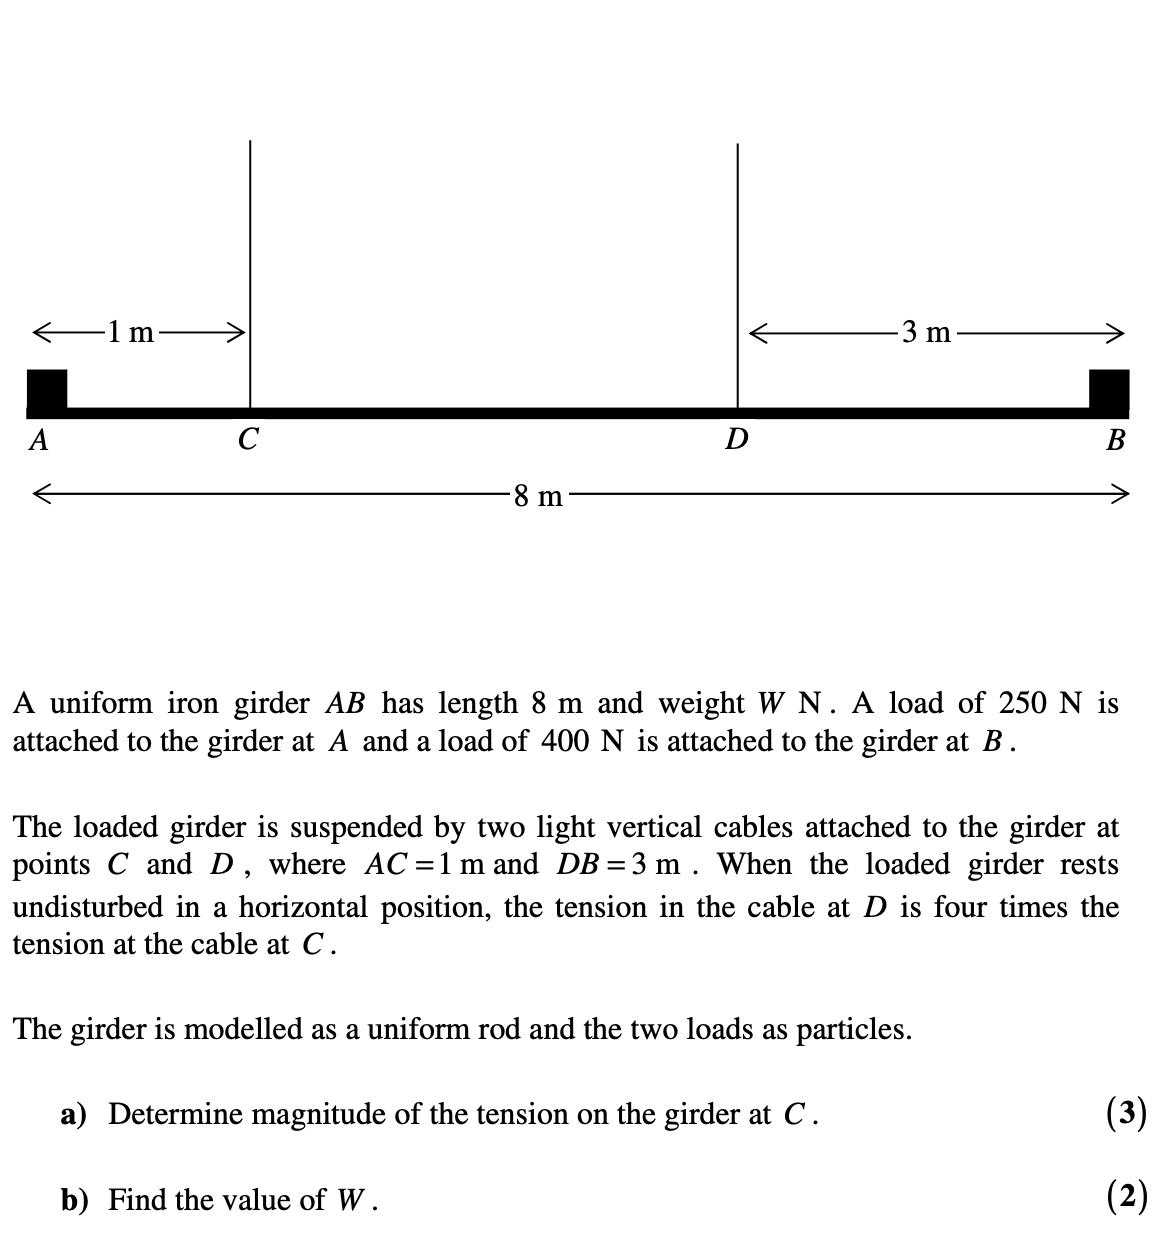 1 m
3 m
A
C
D
B
8 m
A uniform iron girder AB has length 8 m and weight W N. A load of 250 N is
attached to the girder at A and a load of 400 N is attached to the girder at B.
The loaded girder is suspended by two light vertical cables attached to the girder at
points C and D, where AC = 1 m and DB = 3 m. When the loaded girder rests
undisturbed in a horizontal position, the tension in the cable at D is four times the
tension at the cable at C.
The girder is modelled as a uniform rod and the two loads as particles.
a) Determine magnitude of the tension on the girder at C. (3)
b) Find the value of W. (2)